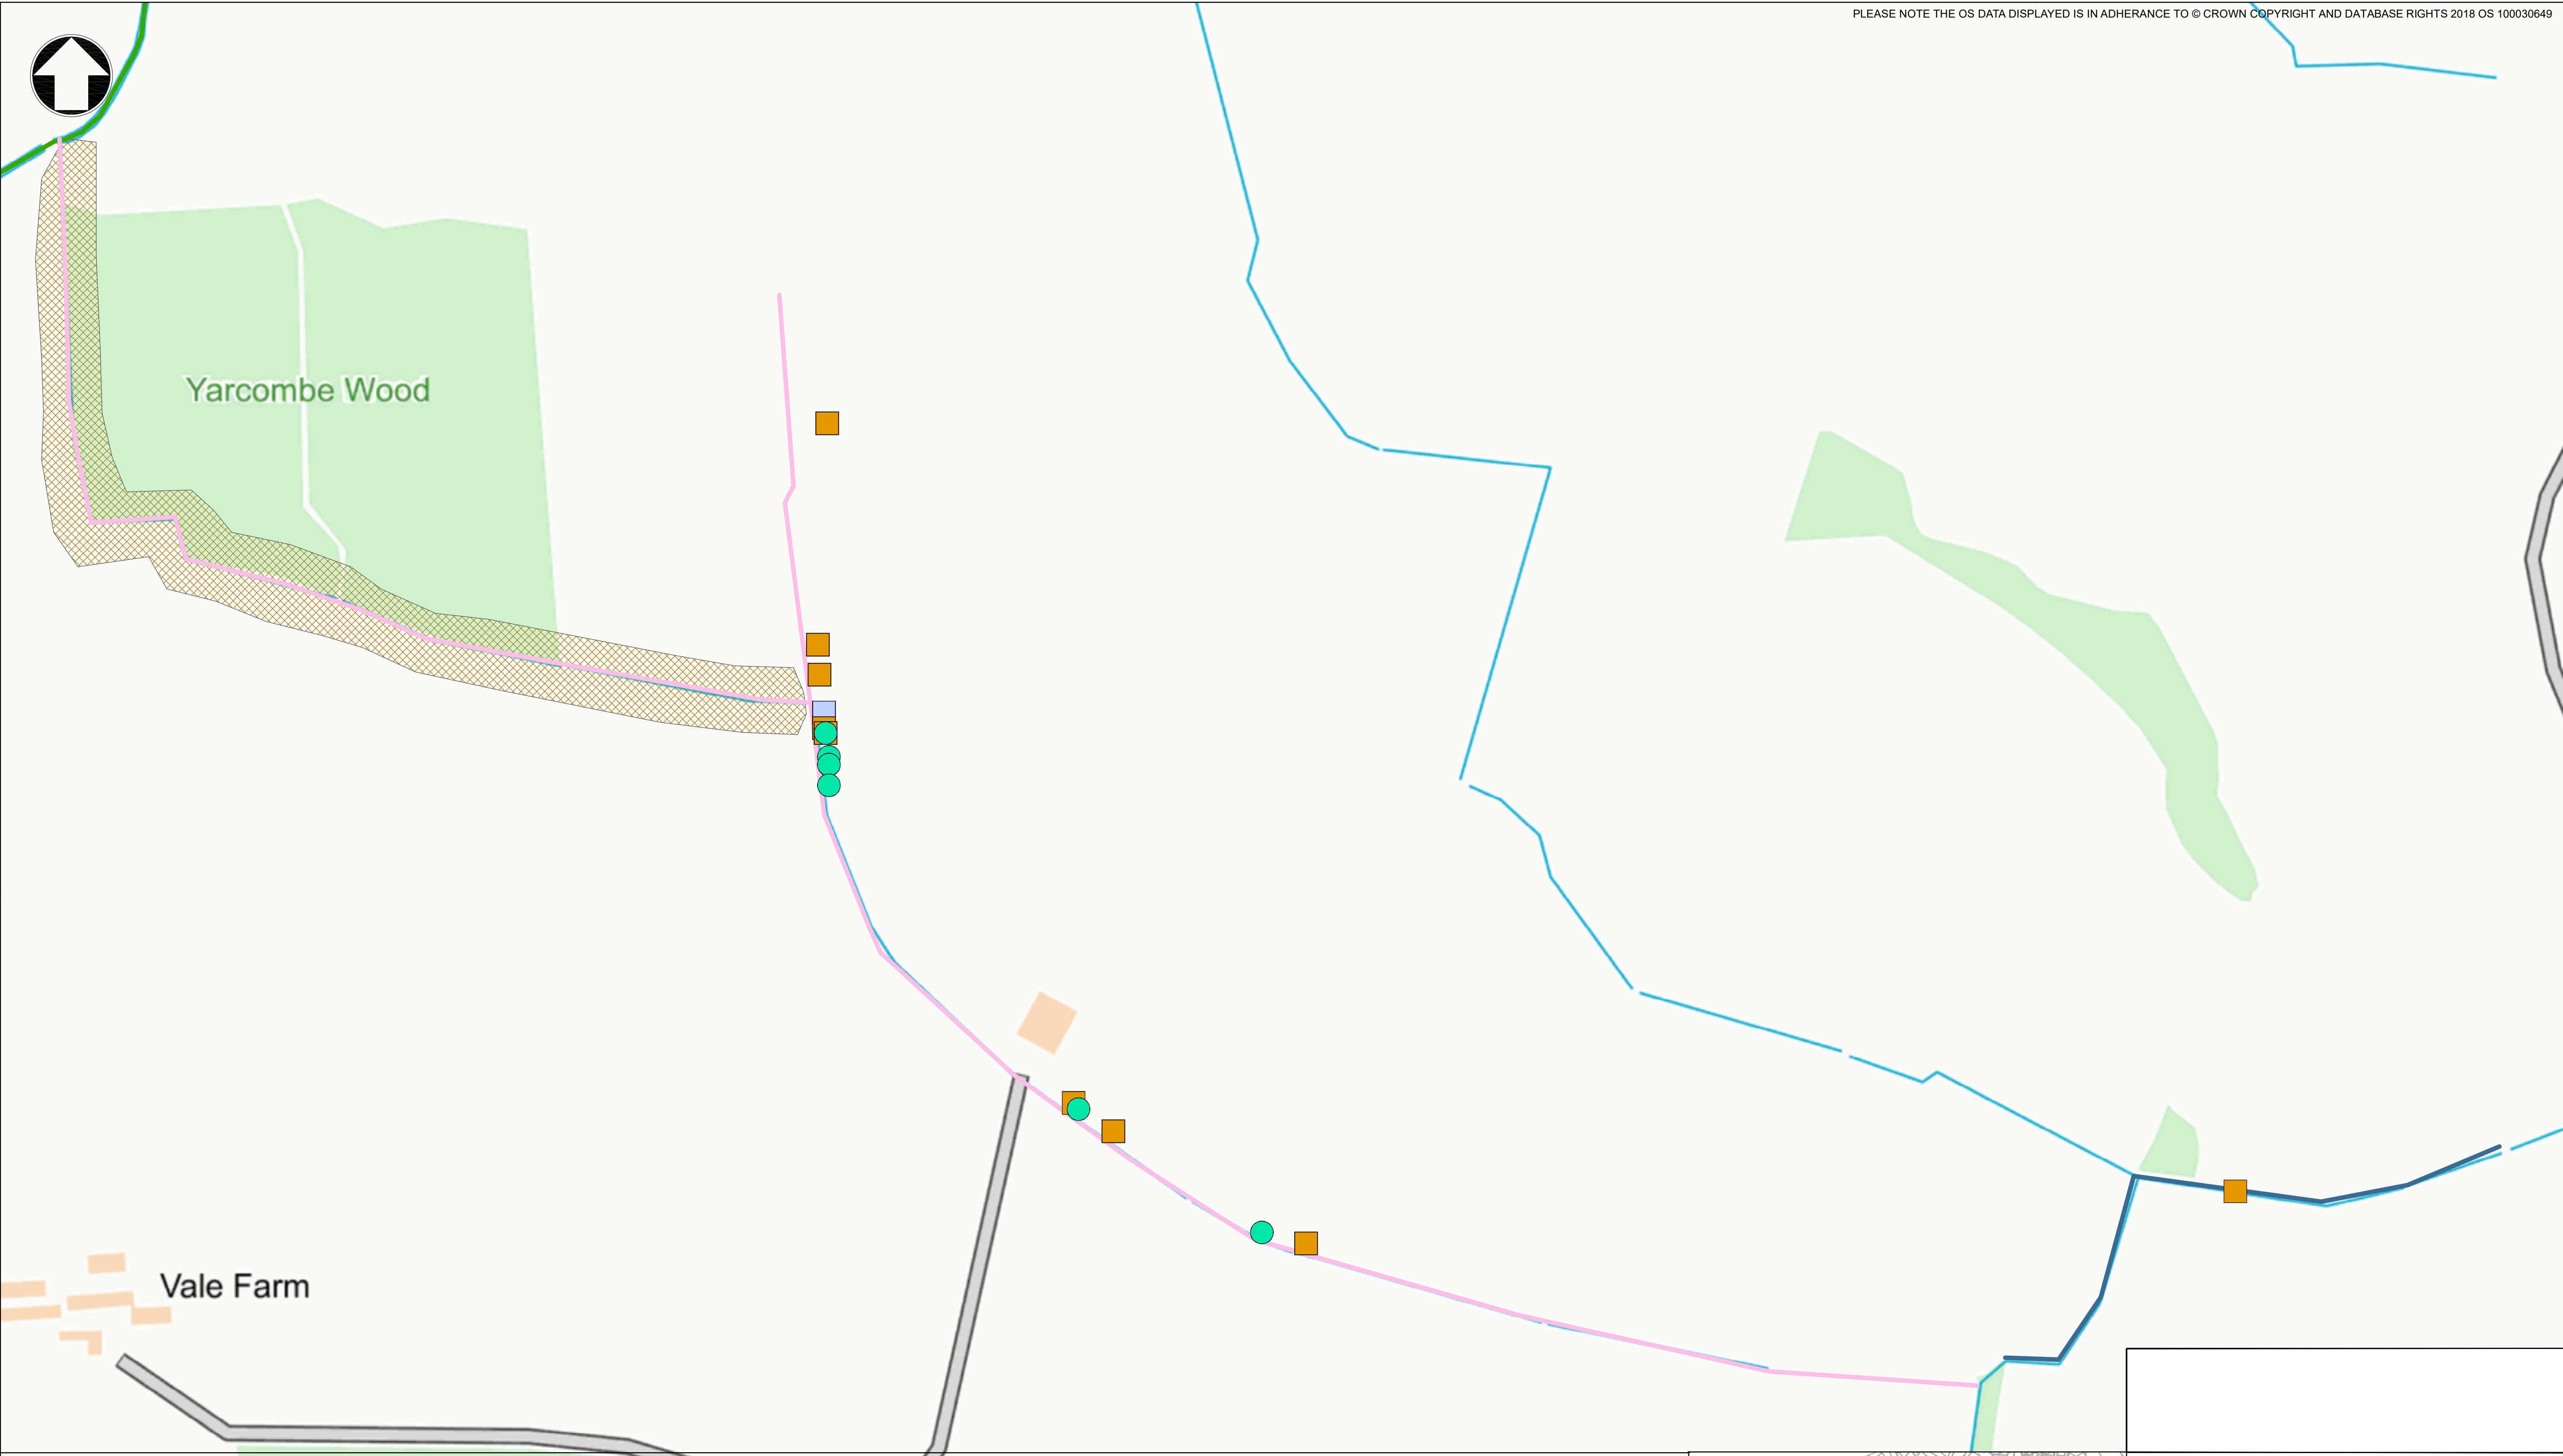 PLEASE NOTE THE OS DATA DISPLAYED IS IN ADHERANCE TO © CROWN COPYRIGHT AND DATABASE RIGHTS 2018 OS 100030649
Yarcombe Wood
Vale Farm